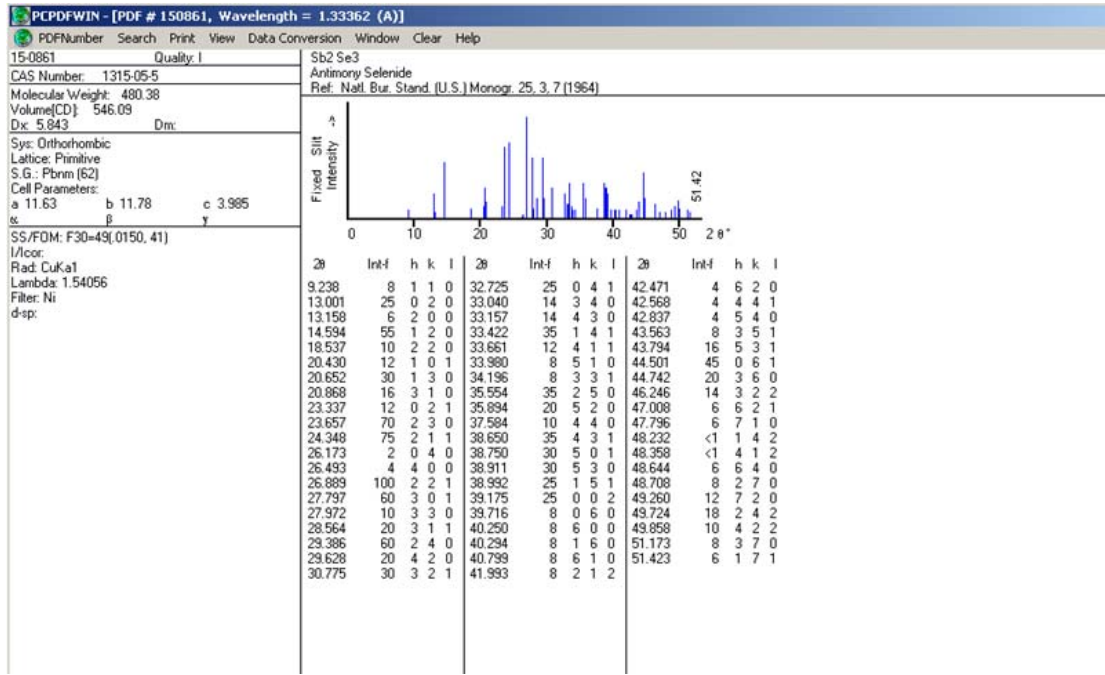 PCPDFWIN - [PDF # 150861, Wavelength = 1.33362 (A)]
PDFNumber Search Print View Data Conversion Window Clear Help
15-0861 Quality: I
CAS Number: 1315-05-5
Molecular Weight: 480.38
Volume[CD]: 546.09
Dx: 5.843 Dm:
Sys: Orthorhombic
Lattice: Primitive
S.G.: Pbnm (62)
Cell Parameters:
a 11.63 b 11.78 c 3.985
α β γ
SS/FOM: F30=49(.0150, 41)
I/Icor:
Rad: CuKa1
Lambda: 1.54056
Filter: Ni
d-sp:
Sb2 Se3
Antimony Selenide
Ref: Natl. Bur. Stand. (U.S.) Monogr. 25, 3, 7 (1964)
Fixed Slit
Intensity ->
51.42
0 10 20 30 40 50 2 θ°
2θ Int-f h k l 2θ Int-f h k l 2θ Int-f h k l
9.238 8 1 1 0 32.725 25 0 4 1 42.471 4 6 2 0
13.001 25 0 2 0 33.040 14 3 4 0 42.568 4 4 4 1
13.158 6 2 0 0 33.157 14 4 3 0 42.837 4 5 4 0
14.594 55 1 2 0 33.422 35 1 4 1 43.563 8 3 5 1
18.537 10 2 2 0 33.661 12 4 1 1 43.794 16 5 3 1
20.430 12 1 0 1 33.980 8 5 1 0 44.501 45 0 6 1
20.652 30 1 3 0 34.196 8 3 3 1 44.742 20 3 6 0
20.868 16 3 1 0 35.554 35 2 5 0 46.246 14 3 2 2
23.337 12 0 2 1 35.894 20 5 2 0 47.008 6 6 2 1
23.657 70 2 3 0 37.584 10 4 4 0 47.796 6 7 1 0
24.348 75 2 1 1 38.650 35 4 3 1 48.232 <1 1 4 2
26.173 2 0 4 0 38.750 30 5 0 1 48.358 <1 4 1 2
26.493 4 4 0 0 38.911 30 5 3 0 48.644 6 6 4 0
26.889 100 2 2 1 38.992 25 1 5 1 48.708 8 2 7 0
27.797 60 3 0 1 39.175 25 0 0 2 49.260 12 7 2 0
27.972 10 3 3 0 39.716 8 0 6 0 49.724 18 2 4 2
28.564 20 3 1 1 40.250 8 6 0 0 49.858 10 4 2 2
29.386 60 2 4 0 40.294 8 1 6 0 51.173 8 3 7 0
29.628 20 4 2 0 40.799 8 6 1 0 51.423 6 1 7 1
30.775 30 3 2 1 41.993 8 2 1 2